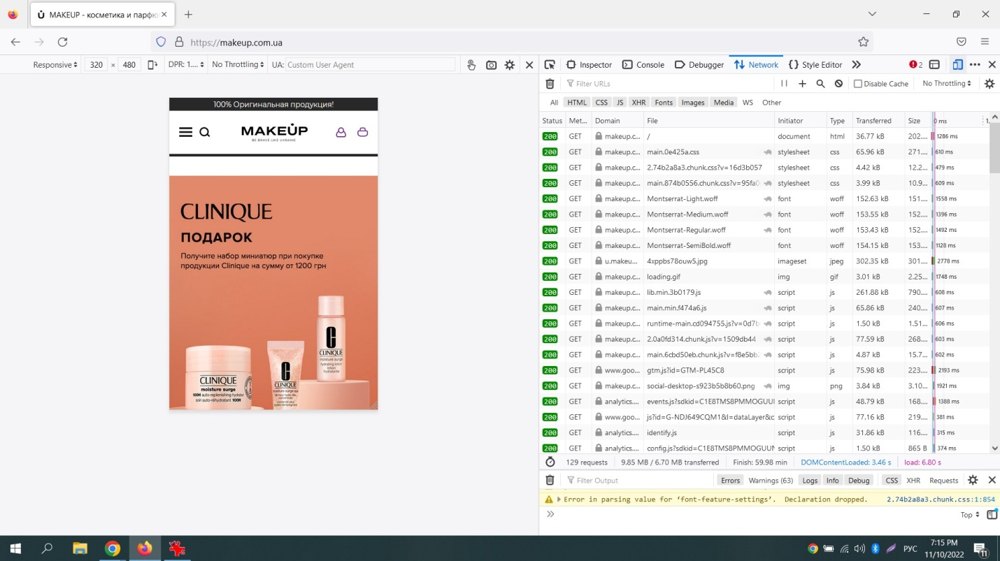 MAKEUP - косметика и парфю
https://makeup.com.ua
Responsive 320 × 480 DPR: 1.... No Throttling UA: Custom User Agent
Inspector Console Debugger Network Style Editor 2
Filter URLs Disable Cache No Throttling
All HTML CSS JS XHR Fonts Images Media WS Other
Status Met... Domain File Initiator Type Transferred Size 0 ms 1.
200 GET makeup.c... / document html 36.77 kB 202.... 1286 ms
200 GET makeup.c... main.0e425a.css stylesheet css 65.96 kB 271.... 610 ms
200 GET makeup.c... 2.74b2a8a3.chunk.css?v=16d3b057 stylesheet css 4.42 kB 12.2... 479 ms
200 GET makeup.c... main.874b0556.chunk.css?v=95fa0 stylesheet css 3.99 kB 10.9... 609 ms
200 GET makeup.c... Montserrat-Light.woff font woff 152.63 kB 151.... 1558 ms
200 GET makeup.c... Montserrat-Medium.woff font woff 153.55 kB 152.... 1396 ms
200 GET makeup.c... Montserrat-Regular.woff font woff 153.43 kB 152.... 1492 ms
200 GET makeup.c... Montserrat-SemiBold.woff font woff 154.15 kB 153.... 1128 ms
200 GET u.makeu... 4xppbs78ouw5.jpg imageset jpeg 302.35 kB 301.... 2778 ms
200 GET makeup.c... loading.gif img gif 3.01 kB 2.25... 1748 ms
200 GET makeup.c... lib.min.3b0179.js script js 261.88 kB 790.... 608 ms
200 GET makeup.c... main.min.f474a6.js script js 65.86 kB 240.... 607 ms
200 GET makeup.c... runtime-main.cd094755.js?v=0d7b script js 1.50 kB 1.51... 606 ms
200 GET makeup.c... 2.0a0fd314.chunk.js?v=1509db44 script js 77.59 kB 268.... 603 ms
200 GET makeup.c... main.6cbd50eb.chunk.js?v=f8e5bb script js 4.87 kB 15.7... 602 ms
200 GET www.goo... gtm.js?id=GTM-PL45C8 script js 75.98 kB 223.... 2193 ms
200 GET makeup.c... social-desktop-s923b5b8b60.png img png 3.84 kB 3.10... 1921 ms
200 GET analytics.... events.js?sdkid=C1E8TMS8PMMOGUUI script js 48.79 kB 168.... 1388 ms
200 GET www.goo... js?id=G-NDJ649CQM1&l=dataLayer&c script js 77.16 kB 219.... 381 ms
200 GET analytics.... identify.js script js 31.86 kB 116.... 315 ms
200 GET analytics.... config.js?sdkid=C1E8TMS8PMMOGUUN script js 1.50 kB 865 B 374 ms
129 requests 9.85 MB / 6.70 MB transferred Finish: 59.98 min DOMContentLoaded: 3.46 s load: 6.80 s
Filter Output Errors Warnings (63) Logs Info Debug CSS XHR Requests
Error in parsing value for ‘font-feature-settings’. Declaration dropped. 2.74b2a8a3.chunk.css:1:854
Top
100% Оригинальная продукция!
MAKEUP
BE BRAVE LIKE UKRAINE
CLINIQUE
ПОДАРОК
Получите набор миниатюр при покупке
продукции Clinique на сумму от 1200 грн
CLINIQUE
moisture surge
hydrating lotion
lotion
hydratante
CLINIQUE
moisture surge eye
CLINIQUE
moisture surge
100H auto-replenishing hydrator
soin auto-réhydratant 100H
РУС
7:15 PM
11/10/2022
11